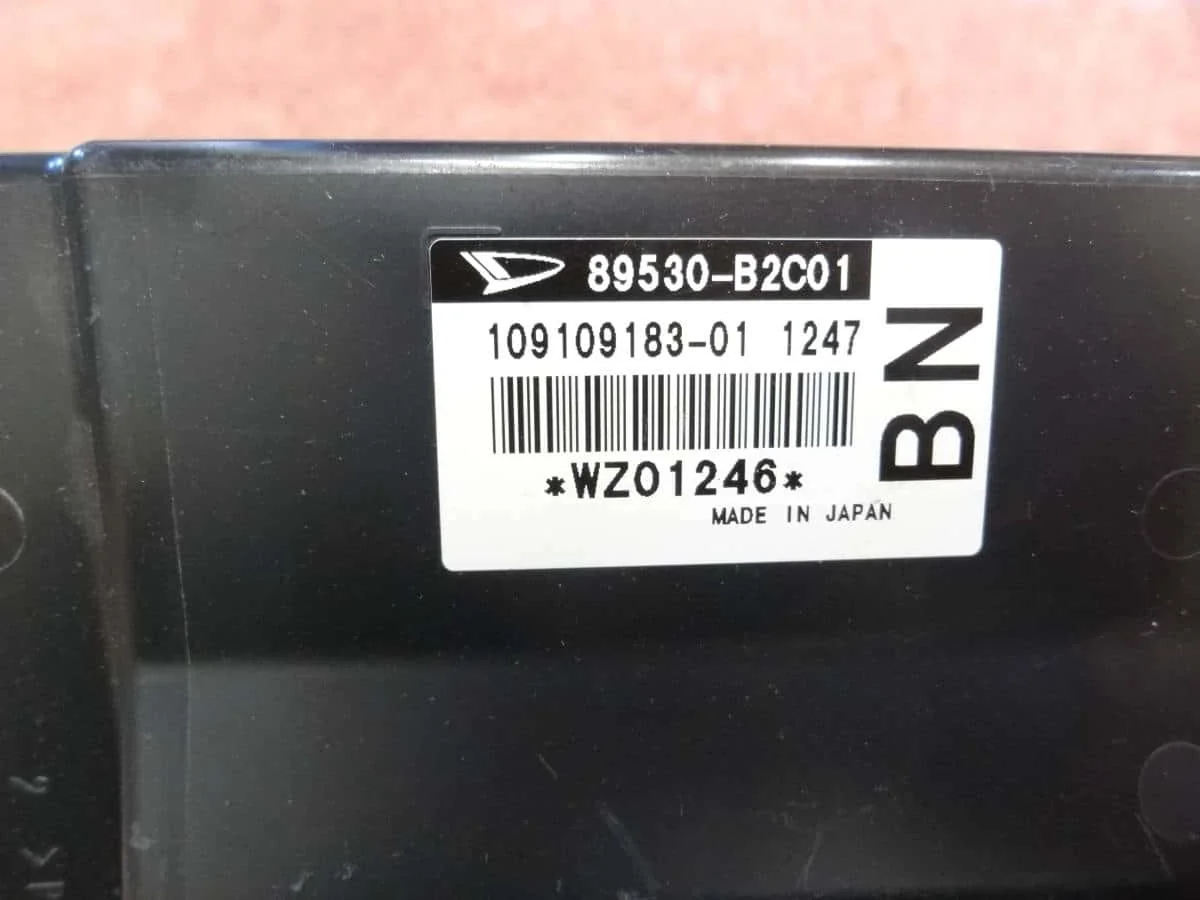 89530-B2C01
109109183-01 1247
*WZ01246*
MADE IN JAPAN
BN